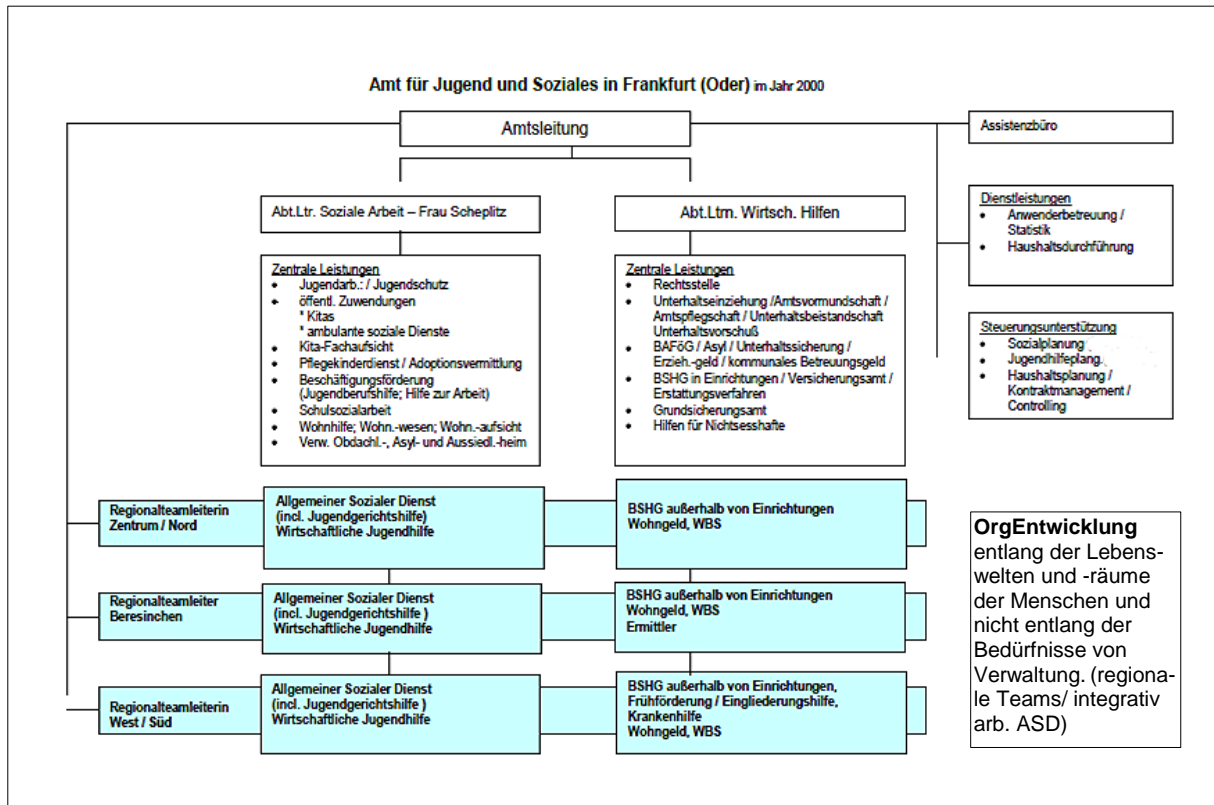 Amt für Jugend und Soziales in Frankfurt (Oder) im Jahr 2000
Amtsleitung
Assistenzbüro
Abt.Ltr. Soziale Arbeit – Frau Scheplitz
Abt.Ltrn. Wirtsch. Hilfen
Dienstleistungen
• Anwenderbetreuung /
Statistik
• Haushaltsdurchführung
Zentrale Leistungen
• Jugendarb.: / Jugendschutz
• öffentl. Zuwendungen
* Kitas
* ambulante soziale Dienste
• Kita-Fachaufsicht
• Pflegekinderdienst / Adoptionsvermittlung
• Beschäftigungsförderung
(Jugendberufshilfe; Hilfe zur Arbeit)
• Schulsozialarbeit
• Wohnhilfe; Wohn.-wesen; Wohn.-aufsicht
• Verw. Obdachl.-, Asyl- und Aussiedl.-heim
Zentrale Leistungen
• Rechtsstelle
• Unterhaltseinziehung /Amtsvormundschaft /
Amtspflegschaft / Unterhaltsbeistandschaft
Unterhaltsvorschuß
• BAFöG / Asyl / Unterhaltssicherung /
Erzieh.-geld / kommunales Betreuungsgeld
• BSHG in Einrichtungen / Versicherungsamt /
Erstattungsverfahren
• Grundsicherungsamt
• Hilfen für Nichtsesshafte
Steuerungsunterstützung
• Sozialplanung
• Jugendhilfeplang.
• Haushaltsplanung /
Kontraktmanagement /
Controlling
Regionalteamleiterin
Zentrum / Nord
Allgemeiner Sozialer Dienst
(incl. Jugendgerichtshilfe)
Wirtschaftliche Jugendhilfe
BSHG außerhalb von Einrichtungen
Wohngeld, WBS
Regionalteamleiter
Beresinchen
Allgemeiner Sozialer Dienst
(incl. Jugendgerichtshilfe )
Wirtschaftliche Jugendhilfe
BSHG außerhalb von Einrichtungen
Wohngeld, WBS
Ermittler
Regionalteamleiterin
West / Süd
Allgemeiner Sozialer Dienst
(incl. Jugendgerichtshilfe )
Wirtschaftliche Jugendhilfe
BSHG außerhalb von Einrichtungen,
Frühförderung / Eingliederungshilfe,
Krankenhilfe
Wohngeld, WBS
OrgEntwicklung
entlang der Lebens-
welten und -räume
der Menschen und
nicht entlang der
Bedürfnisse von
Verwaltung. (regiona-
le Teams/ integrativ
arb. ASD)